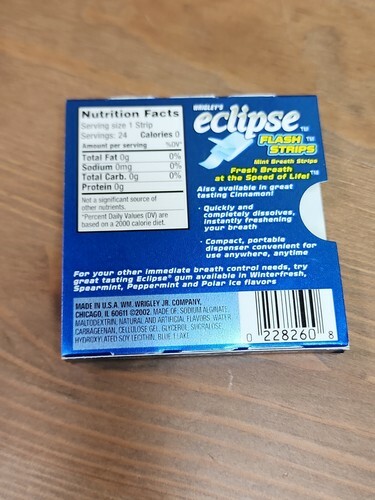 Nutrition Facts
Serving size 1 Strip
Servings: 24 Calories 0
Amount per serving %DV*
Total Fat 0g 0%
Sodium 0mg 0%
Total Carb. 0g 0%
Protein 0g
Not a significant source of
other nutrients.
*Percent Daily Values (DV) are
based on a 2000 calorie diet.
WRIGLEY'S
eclipse™
FLASH™
STRIPS
Mint Breath Strips
Fresh Breath
at the Speed of Life!™
Also available in great
tasting Cinnamon!
• Quickly and
completely dissolves,
instantly freshening
your breath
• Compact, portable
dispenser convenient for
use anywhere, anytime
For your other immediate breath control needs, try
great tasting Eclipse® gum available in Winterfresh,
Spearmint, Peppermint and Polar Ice flavors
MADE IN U.S.A. WM. WRIGLEY JR. COMPANY,
CHICAGO, IL 60611 ©2002. MADE OF: SODIUM ALGINATE,
MALTODEXTRIN, NATURAL AND ARTIFICIAL FLAVORS, WATER,
CARRAGEENAN, CELLULOSE GEL, GLYCEROL, SUCRALOSE,
HYDROXYLATED SOY LECITHIN, BLUE 1 LAKE.
0 228260 8